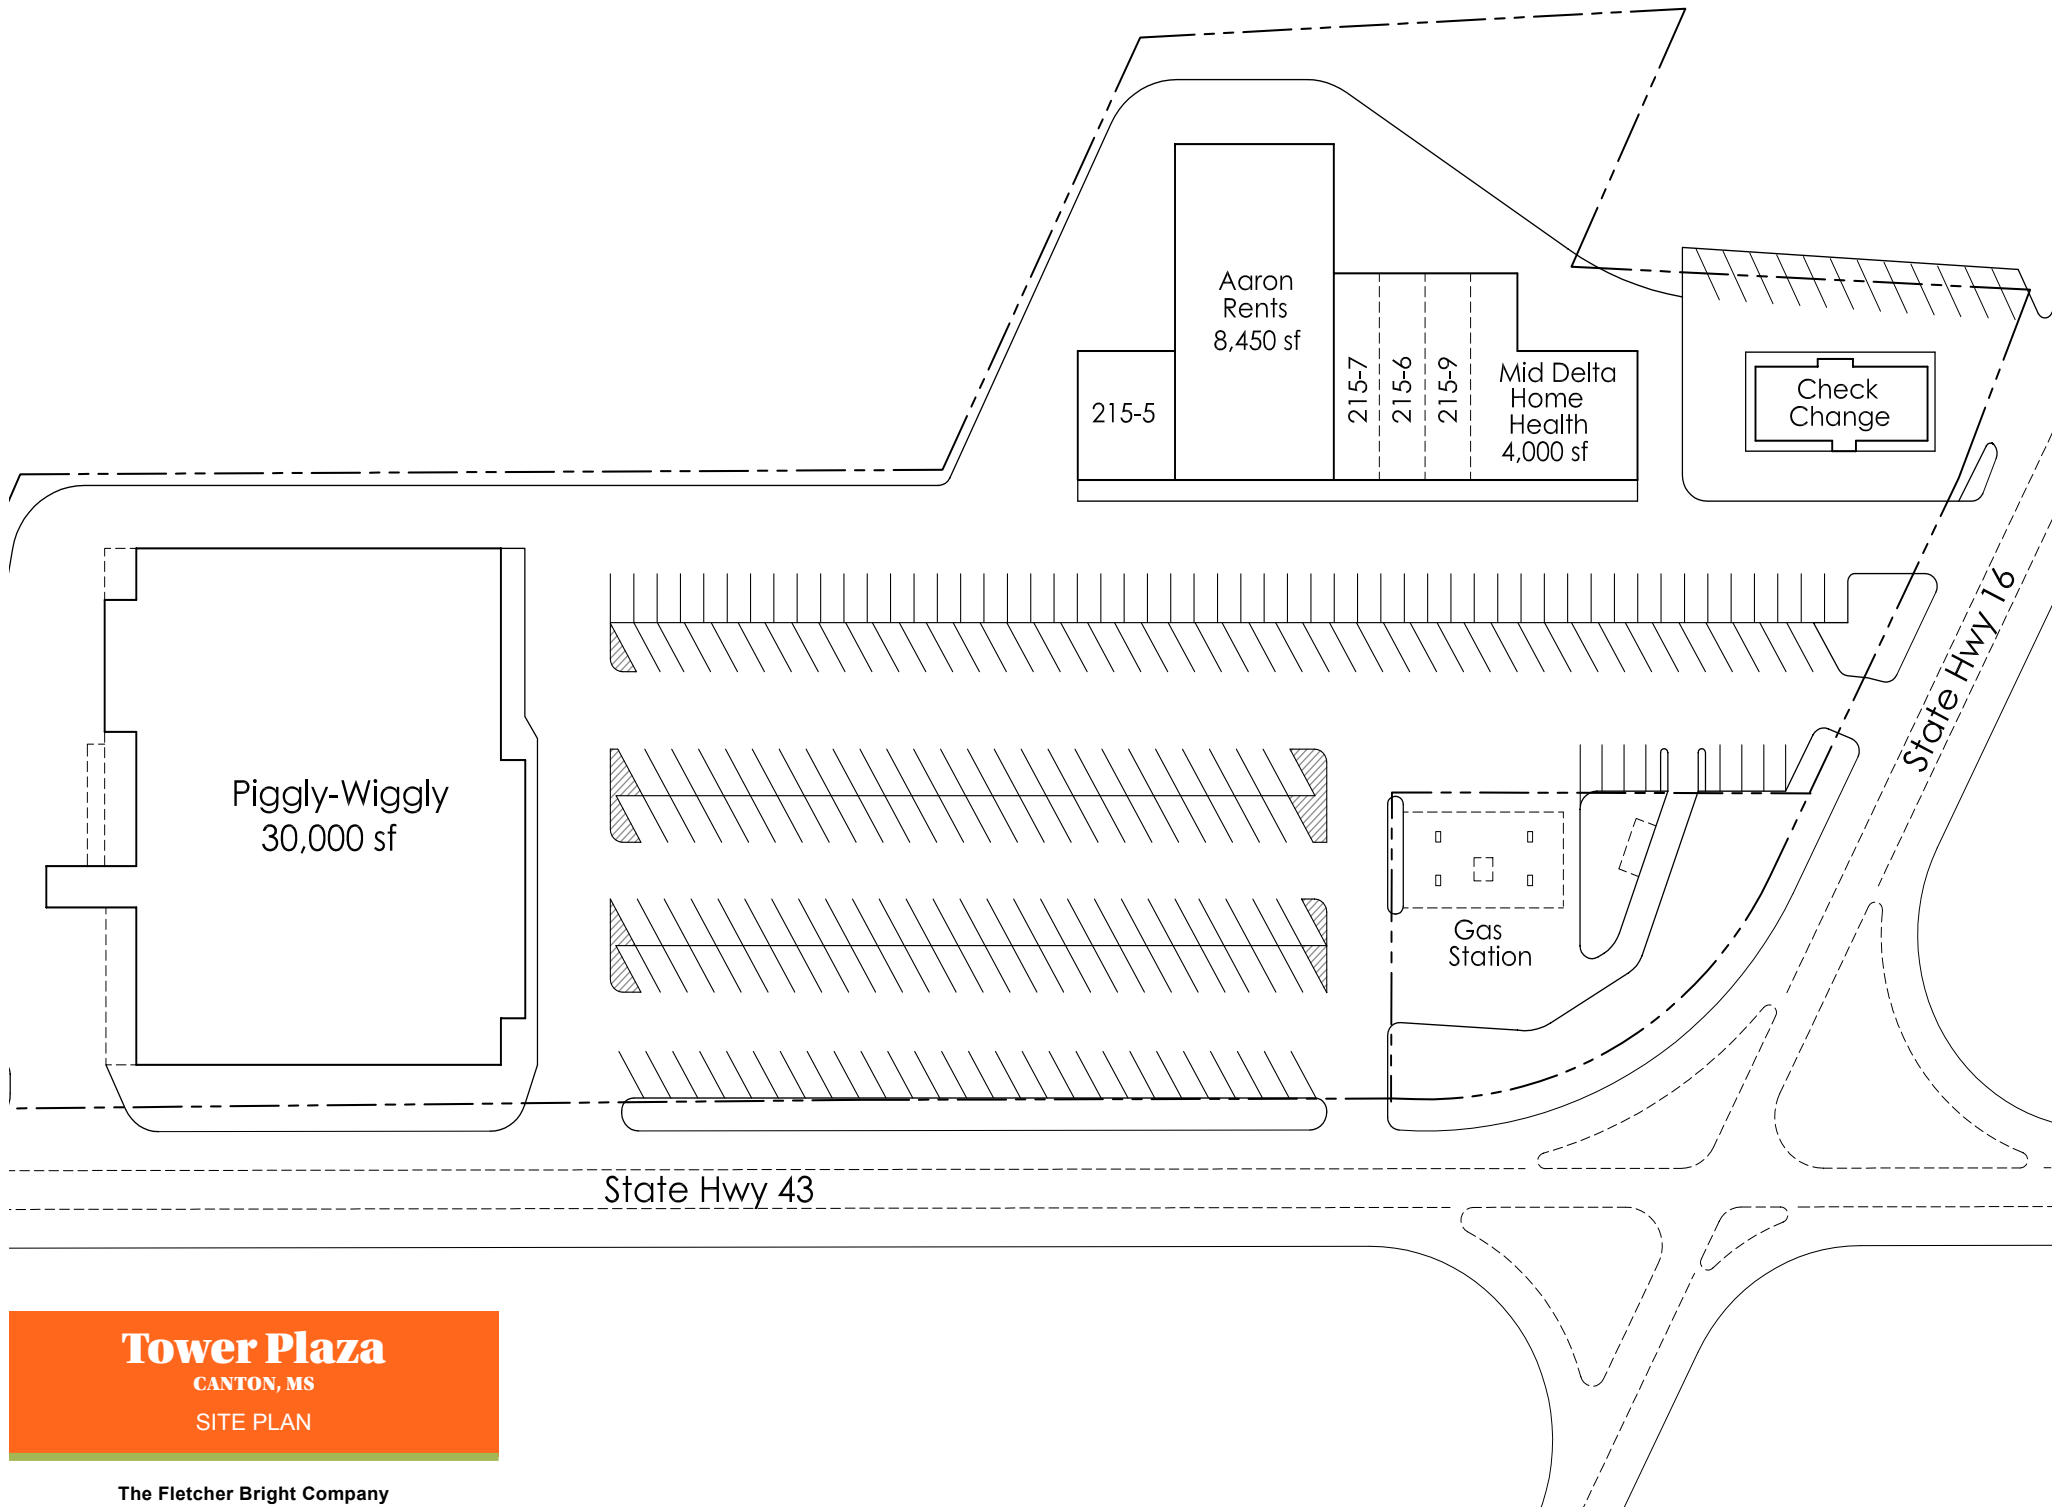 Aaron
Rents
8,450 sf
215-5
215-7
215-6
215-9
Mid Delta
Home
Health
4,000 sf
Check
Change
State Hwy 16
Piggly-Wiggly
30,000 sf
Gas
Station
State Hwy 43
Tower Plaza
CANTON, MS
SITE PLAN
The Fletcher Bright Company